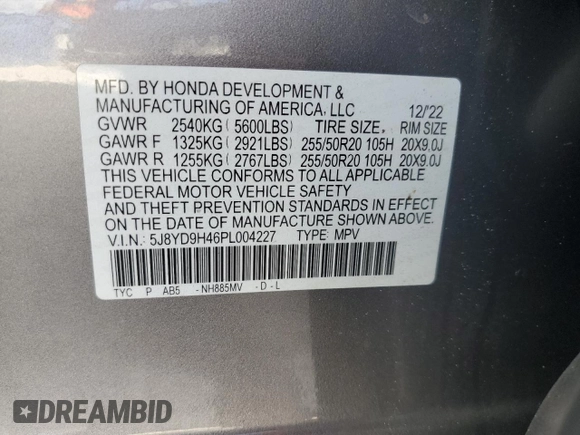 MFD. BY HONDA DEVELOPMENT &
MANUFACTURING OF AMERICA, LLC 12/'22
GVWR 2540KG ( 5600LBS) TIRE SIZE, RIM SIZE
GAWR F 1325KG ( 2921LBS) 255/50R20 105H 20X9.0J
GAWR R 1255KG ( 2767LBS) 255/50R20 105H 20X9.0J
THIS VEHICLE CONFORMS TO ALL APPLICABLE
FEDERAL MOTOR VEHICLE SAFETY
AND THEFT PREVENTION STANDARDS IN EFFECT
ON THE DATE OF MANUFACTURE SHOWN ABOVE.
V.I.N.: 5J8YD9H46PL004227 TYPE: MPV
TYC P AB5 -NH885MV -D-L
DREAMBID